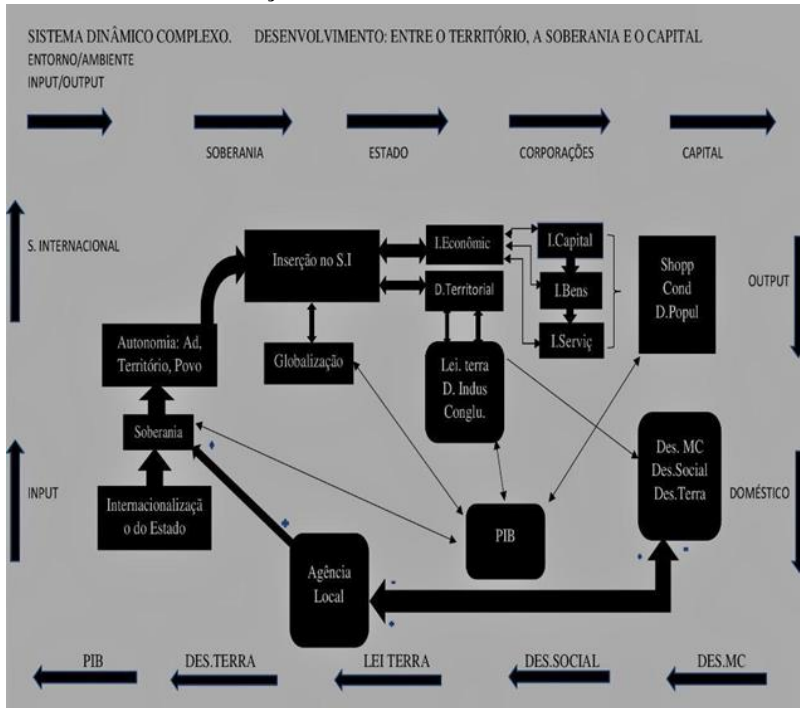 SISTEMA DINÂMICO COMPLEXO. DESENVOLVIMENTO: ENTRE O TERRITÓRIO, A SOBERANIA E O CAPITAL
ENTORNO/AMBIENTE
INPUT/OUTPUT
SOBERANIA
ESTADO
CORPORAÇÕES
CAPITAL
S. INTERNACIONAL
Inserção no S.I
I.Econômic
D.Territorial
I.Capital
I.Bens
I.Serviç
Shopp
Cond
D.Popul
OUTPUT
Autonomia: Ad,
Território, Povo
Globalização
Lei. terra
D. Indus
Conglu.
Soberania
Internacionalizaçã
o do Estado
INPUT
Agência
Local
PIB
Des. MC
Des.Social
Des.Terra
DOMÉSTICO
PIB
DES.TERRA
LEI TERRA
DES.SOCIAL
DES.MC